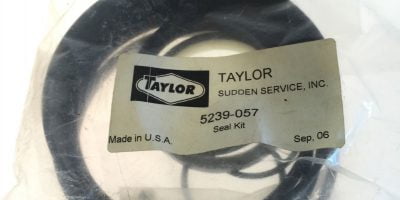 TAYLOR
TAYLOR
SUDDEN SERVICE, INC.
5239-057
Seal Kit
Made in U.S.A.
Sep, 06